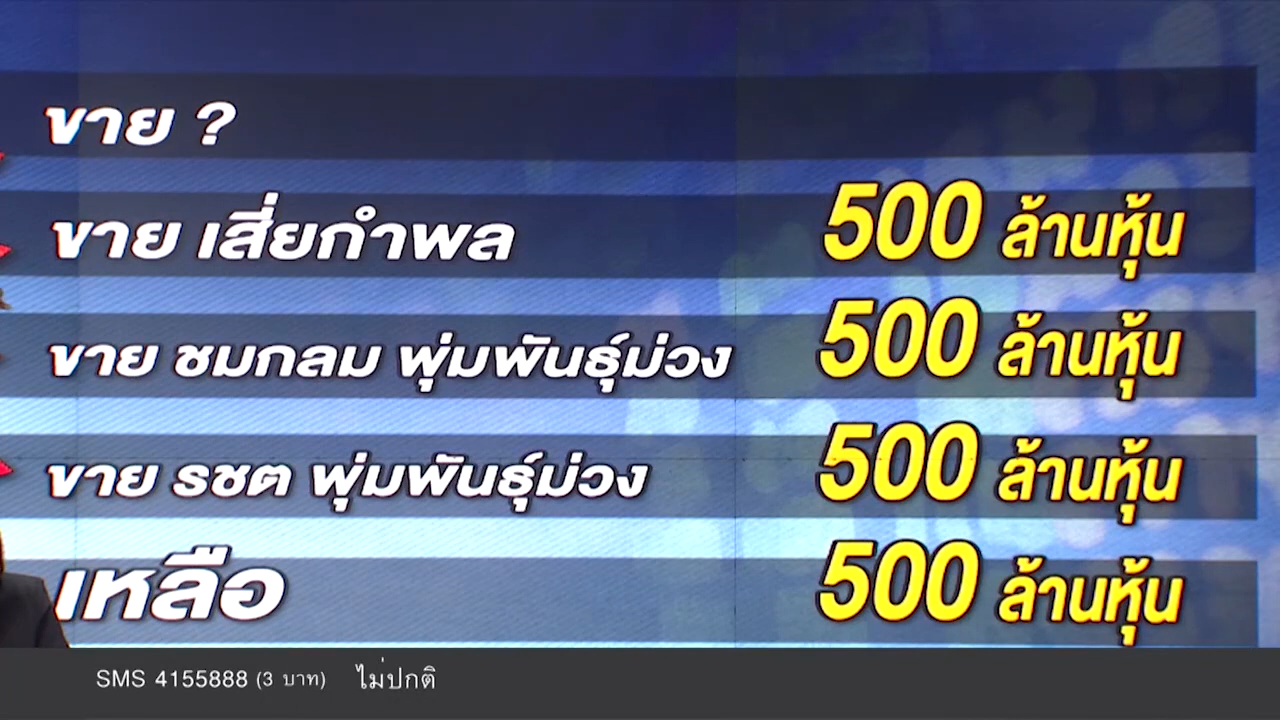 ขาย ?
ขาย เสี่ยกำพล 500 ล้านหุ้น
ขาย ชมกลม พุ่มพันธุ์ม่วง 500 ล้านหุ้น
ขาย รชต พุ่มพันธุ์ม่วง 500 ล้านหุ้น
เหลือ 500 ล้านหุ้น
SMS 4155888 (3 บาท) ไม่ปกติ